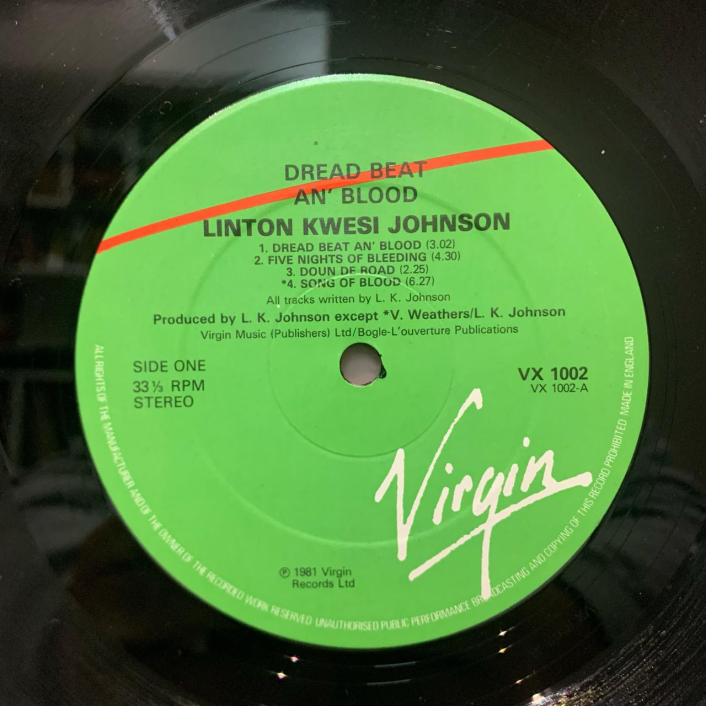 DREAD BEAT
AN' BLOOD
LINTON KWESI JOHNSON
1. DREAD BEAT AN' BLOOD (3.02)
2. FIVE NIGHTS OF BLEEDING (4.30)
3. DOUN DE ROAD (2.25)
*4. SONG OF BLOOD (6.27)
All tracks written by L. K. Johnson
Produced by L. K. Johnson except *V. Weathers/L. K. Johnson
Virgin Music (Publishers) Ltd/Bogle-L'ouverture Publications
SIDE ONE
33⅓ RPM
STEREO
VX 1002
VX 1002-A
Virgin
℗ 1981 Virgin
Records Ltd
ALL RIGHTS OF THE MANUFACTURER AND OF THE OWNER OF THE RECORDED WORK RESERVED UNAUTHORISED PUBLIC PERFORMANCE BROADCASTING AND COPYING OF THIS RECORD PROHIBITED MADE IN ENGLAND